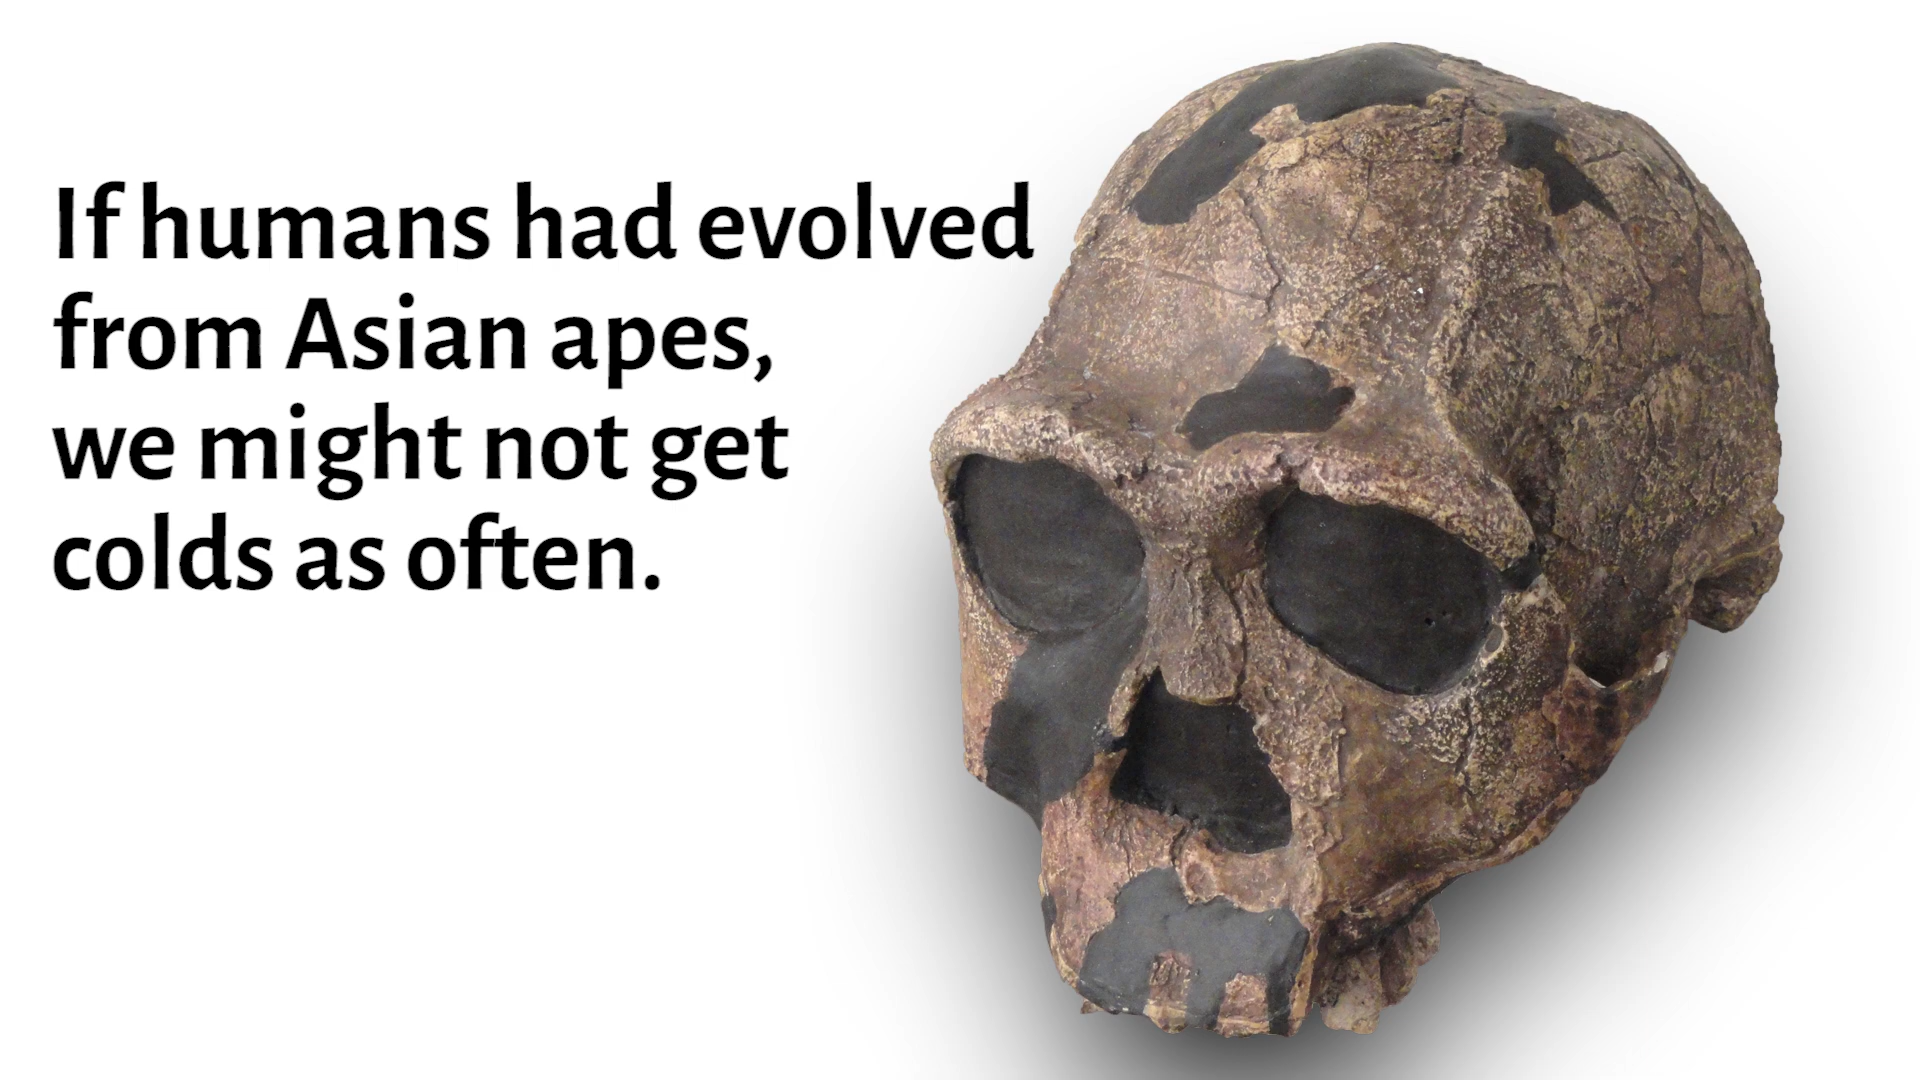 If humans had evolved
from Asian apes,
we might not get
colds as often.